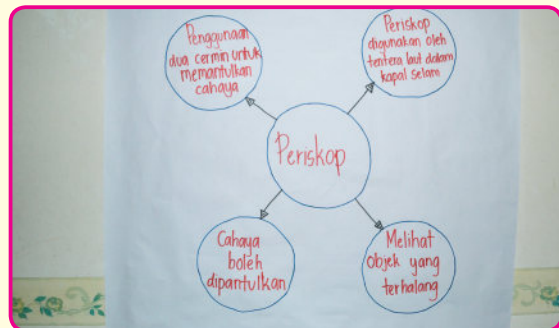 Penggunaan
dua cermin untuk
memantulkan
cahaya
Periskop
digunakan oleh
tentera laut dalam
kapal selam
Periskop
Cahaya
boleh
dipantulkan
Melihat
objek yang
terhalang